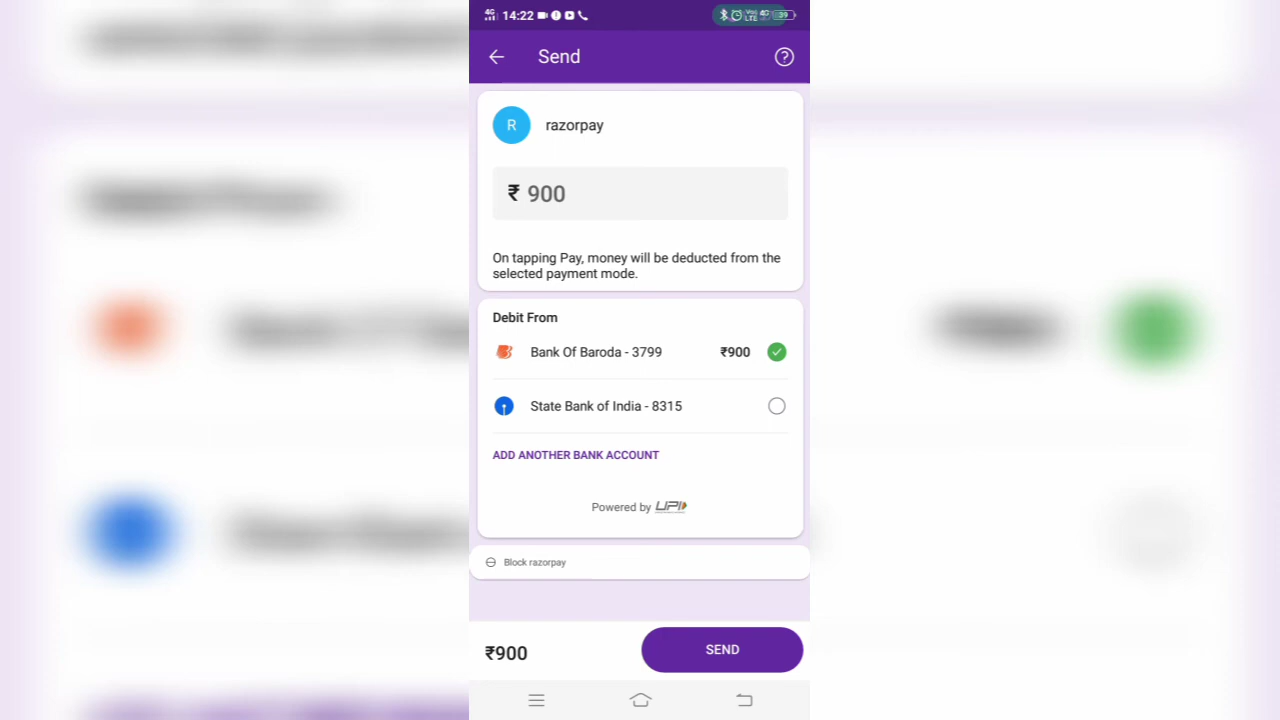 4G 14:22 39
Send
R razorpay
₹ 900
On tapping Pay, money will be deducted from the
selected payment mode.
Debit From
Bank Of Baroda - 3799 ₹900
State Bank of India - 8315
ADD ANOTHER BANK ACCOUNT
Powered by UPI
Block razorpay
₹900 SEND